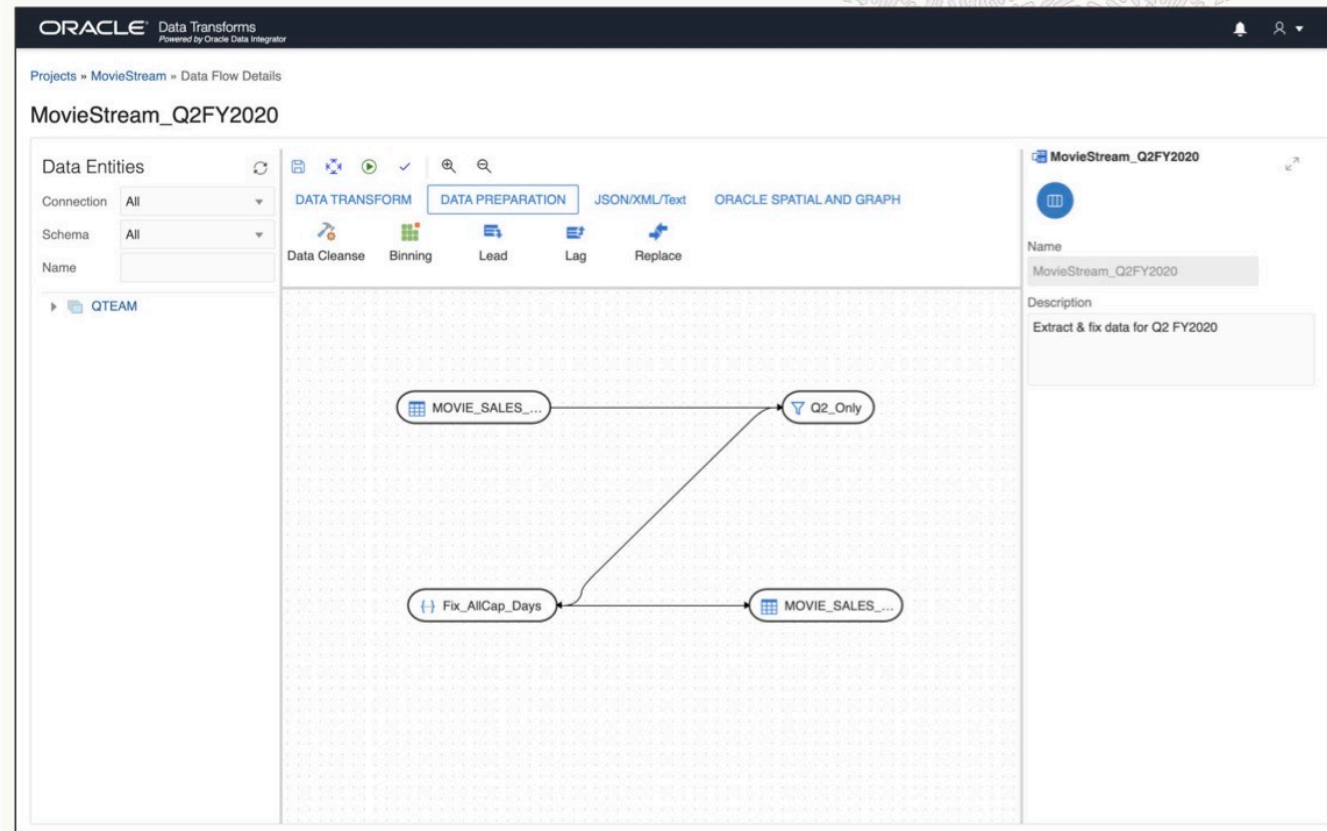 ORACLE Data Transforms
Powered by Oracle Data Integrator
Projects » MovieStream » Data Flow Details
MovieStream_Q2FY2020
Data Entities
Connection All
Schema All
Name
QTEAM
DATA TRANSFORM DATA PREPARATION JSON/XML/Text ORACLE SPATIAL AND GRAPH
Data Cleanse Binning Lead Lag Replace
MOVIE_SALES_...
Q2_Only
Fix_AllCap_Days
MOVIE_SALES_...
MovieStream_Q2FY2020
Name
MovieStream_Q2FY2020
Description
Extract & fix data for Q2 FY2020